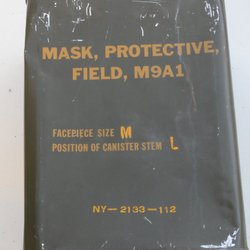 MASK, PROTECTIVE,
FIELD, M9A1
FACEPIECE SIZE M
POSITION OF CANISTER STEM L
NY-2133-112